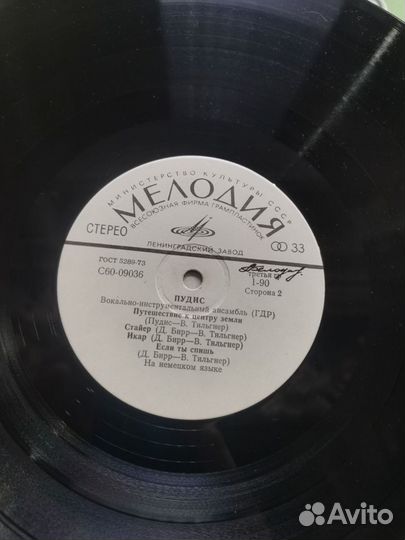 МИНИСТЕРСТВО КУЛЬТУРЫ СССР
МЕЛОДИЯ
ВСЕСОЮЗНАЯ ФИРМА ГРАМПЛАСТИНОК
СТЕРЕО
33
ЛЕНИНГРАДСКИЙ ЗАВОД
ГОСТ 5289-73
С60-09036
третья
1-90
Сторона 2
ПУДИС
Вокально-инструментальный ансамбль (ГДР)
Путешествие к центру земли
(Пудис—В. Тильгнер)
Стайер (Д. Бирр—В. Тильгнер)
Икар (Д. Бирр—В. Тильгнер)
Если ты спишь
(Д. Бирр—В. Тильгнер)
На немецком языке
Avito